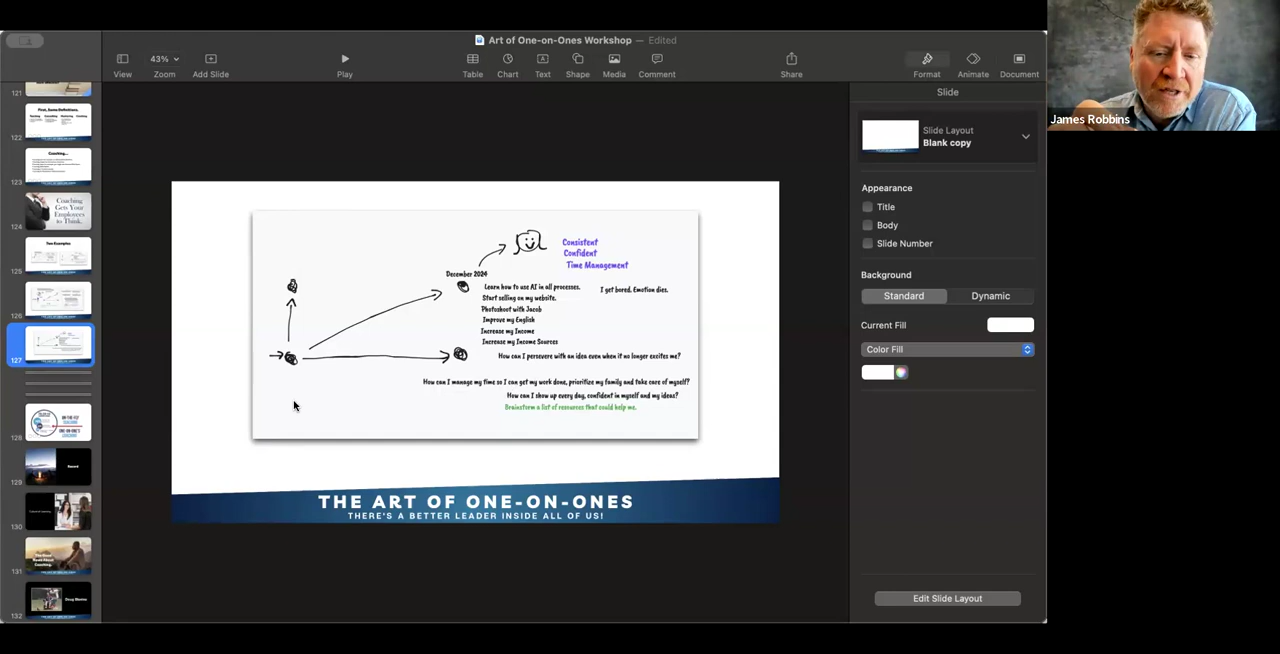 Art of One-on-Ones Workshop — Edited
43%
View
Zoom
Add Slide
Play
Table
Chart
Text
Shape
Media
Comment
Share
Format
Animate
Document
James Robbins
121
First, Some Definitions.
122
Coaching...
123
Coaching
Gets Your
Employees
to Think.
124
Two Examples
125
126
127
128
129
130
131
Doug Blevins
132
Consistent
Confident
Time Management
December 2024
Learn how to use AI in all processes.
I get bored, Emotion dies.
Start selling on my website.
Photoshoot with Jacob
Improve my English
Increase my Income
Increase my Income Sources
How can I persevere with an idea even when it no longer excites me?
How can I manage my time so I can get my work done, prioritize my family and take care of myself?
How can I show up every day, confident in myself and my ideas?
Brainstorm a list of resources that could help me.
THE ART OF ONE-ON-ONES
THERE'S A BETTER LEADER INSIDE ALL OF US!
Slide
Slide Layout
Blank copy
Appearance
Title
Body
Slide Number
Background
Standard
Dynamic
Current Fill
Color Fill
Edit Slide Layout